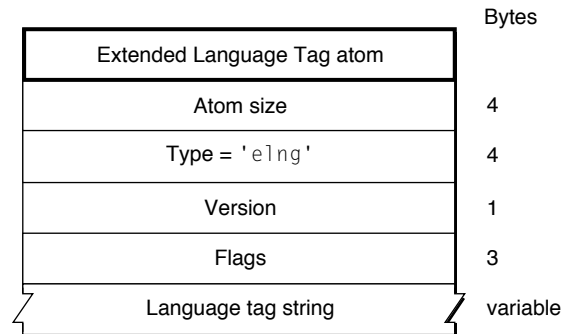 Bytes
Extended Language Tag atom
Atom size 4
Type = 'elng' 4
Version 1
Flags 3
Language tag string variable